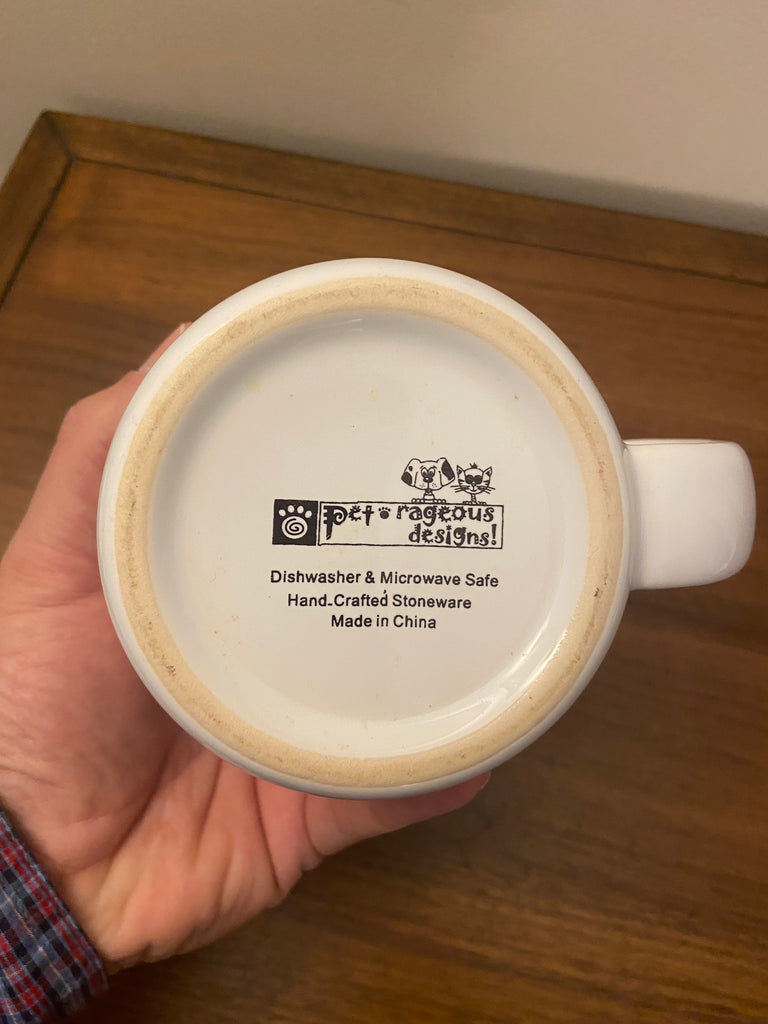 pet•rageous
designs!
Dishwasher & Microwave Safe
Hand-Crafted Stoneware
Made in China